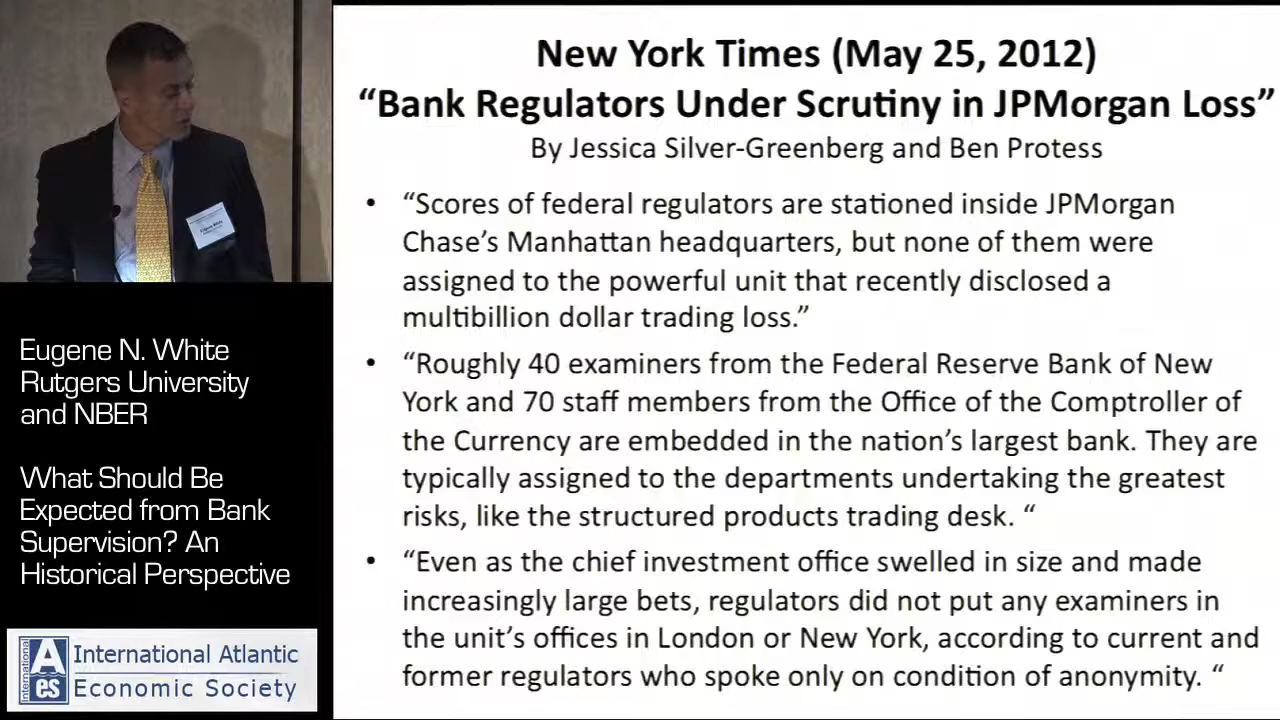 New York Times (May 25, 2012)
“Bank Regulators Under Scrutiny in JPMorgan Loss”
By Jessica Silver-Greenberg and Ben Protess
• “Scores of federal regulators are stationed inside JPMorgan
Chase’s Manhattan headquarters, but none of them were
assigned to the powerful unit that recently disclosed a
multibillion dollar trading loss.”
• “Roughly 40 examiners from the Federal Reserve Bank of New
York and 70 staff members from the Office of the Comptroller of
the Currency are embedded in the nation’s largest bank. They are
typically assigned to the departments undertaking the greatest
risks, like the structured products trading desk. “
• “Even as the chief investment office swelled in size and made
increasingly large bets, regulators did not put any examiners in
the unit’s offices in London or New York, according to current and
former regulators who spoke only on condition of anonymity. “
Eugene N. White
Rutgers University
and NBER
What Should Be
Expected from Bank
Supervision? An
Historical Perspective
International
A
es
International Atlantic
Economic Society